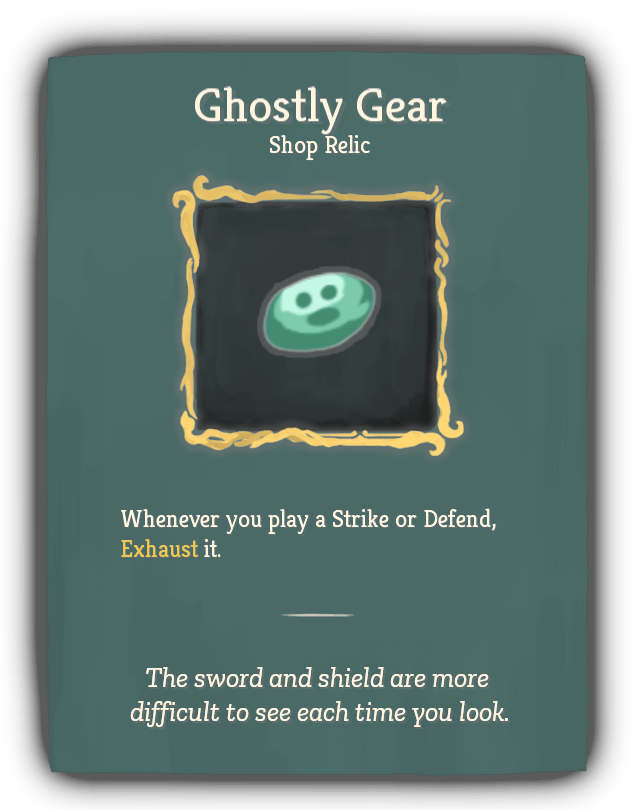 Ghostly Gear
Shop Relic
Whenever you play a Strike or Defend,
Exhaust it.
The sword and shield are more
difficult to see each time you look.